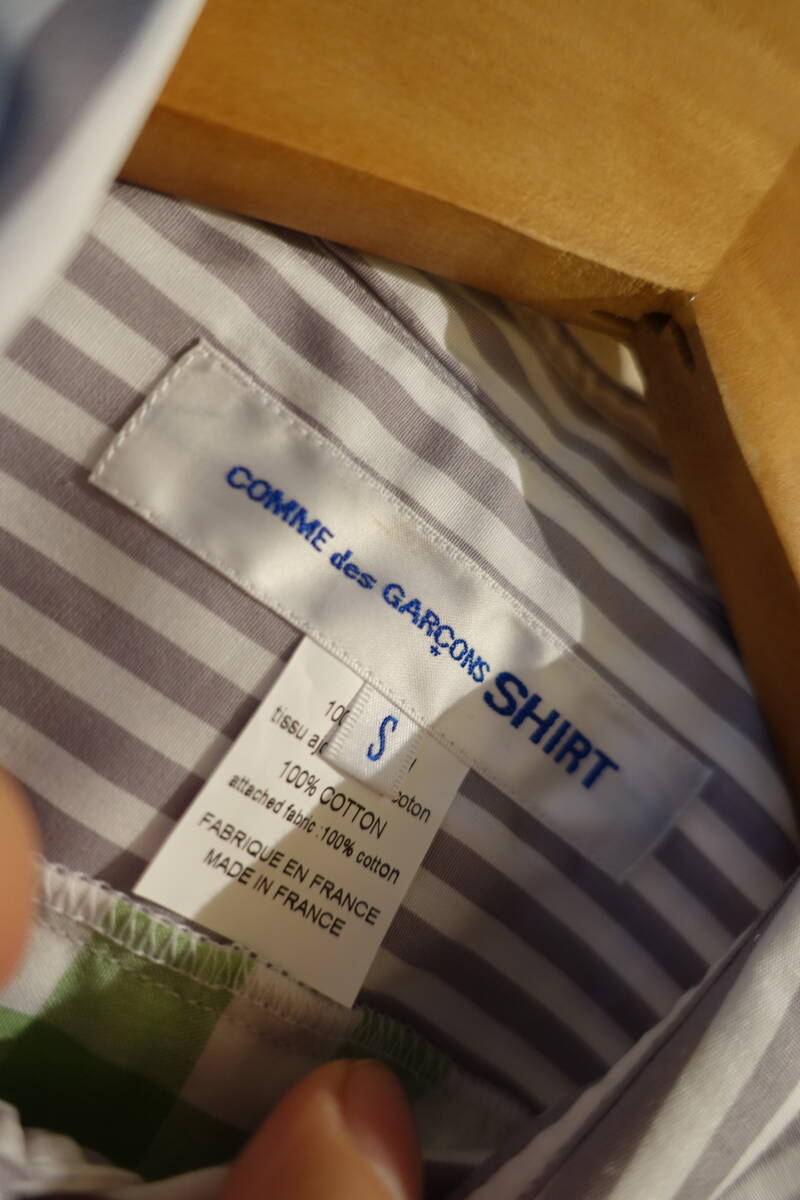 COMME des GARÇONS SHIRT
*
S
100
tissu
cotton
100% COTTON
attached fabric :100% cotton
FABRIQUE EN FRANCE
MADE IN FRANCE